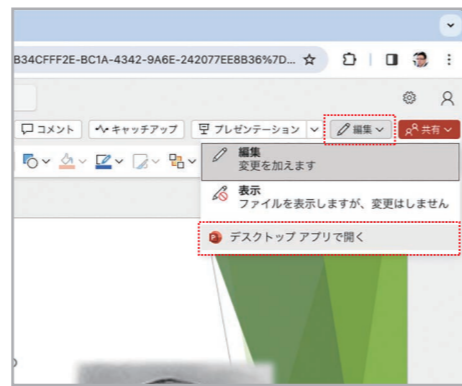 B34CFFF2E-BC1A-4342-9A6E-242077EE8B36%7D...
コメント キャッチアップ プレゼンテーション 編集 共有
編集
変更を加えます
表示
ファイルを表示しますが、変更はしません
デスクトップ アプリで開く